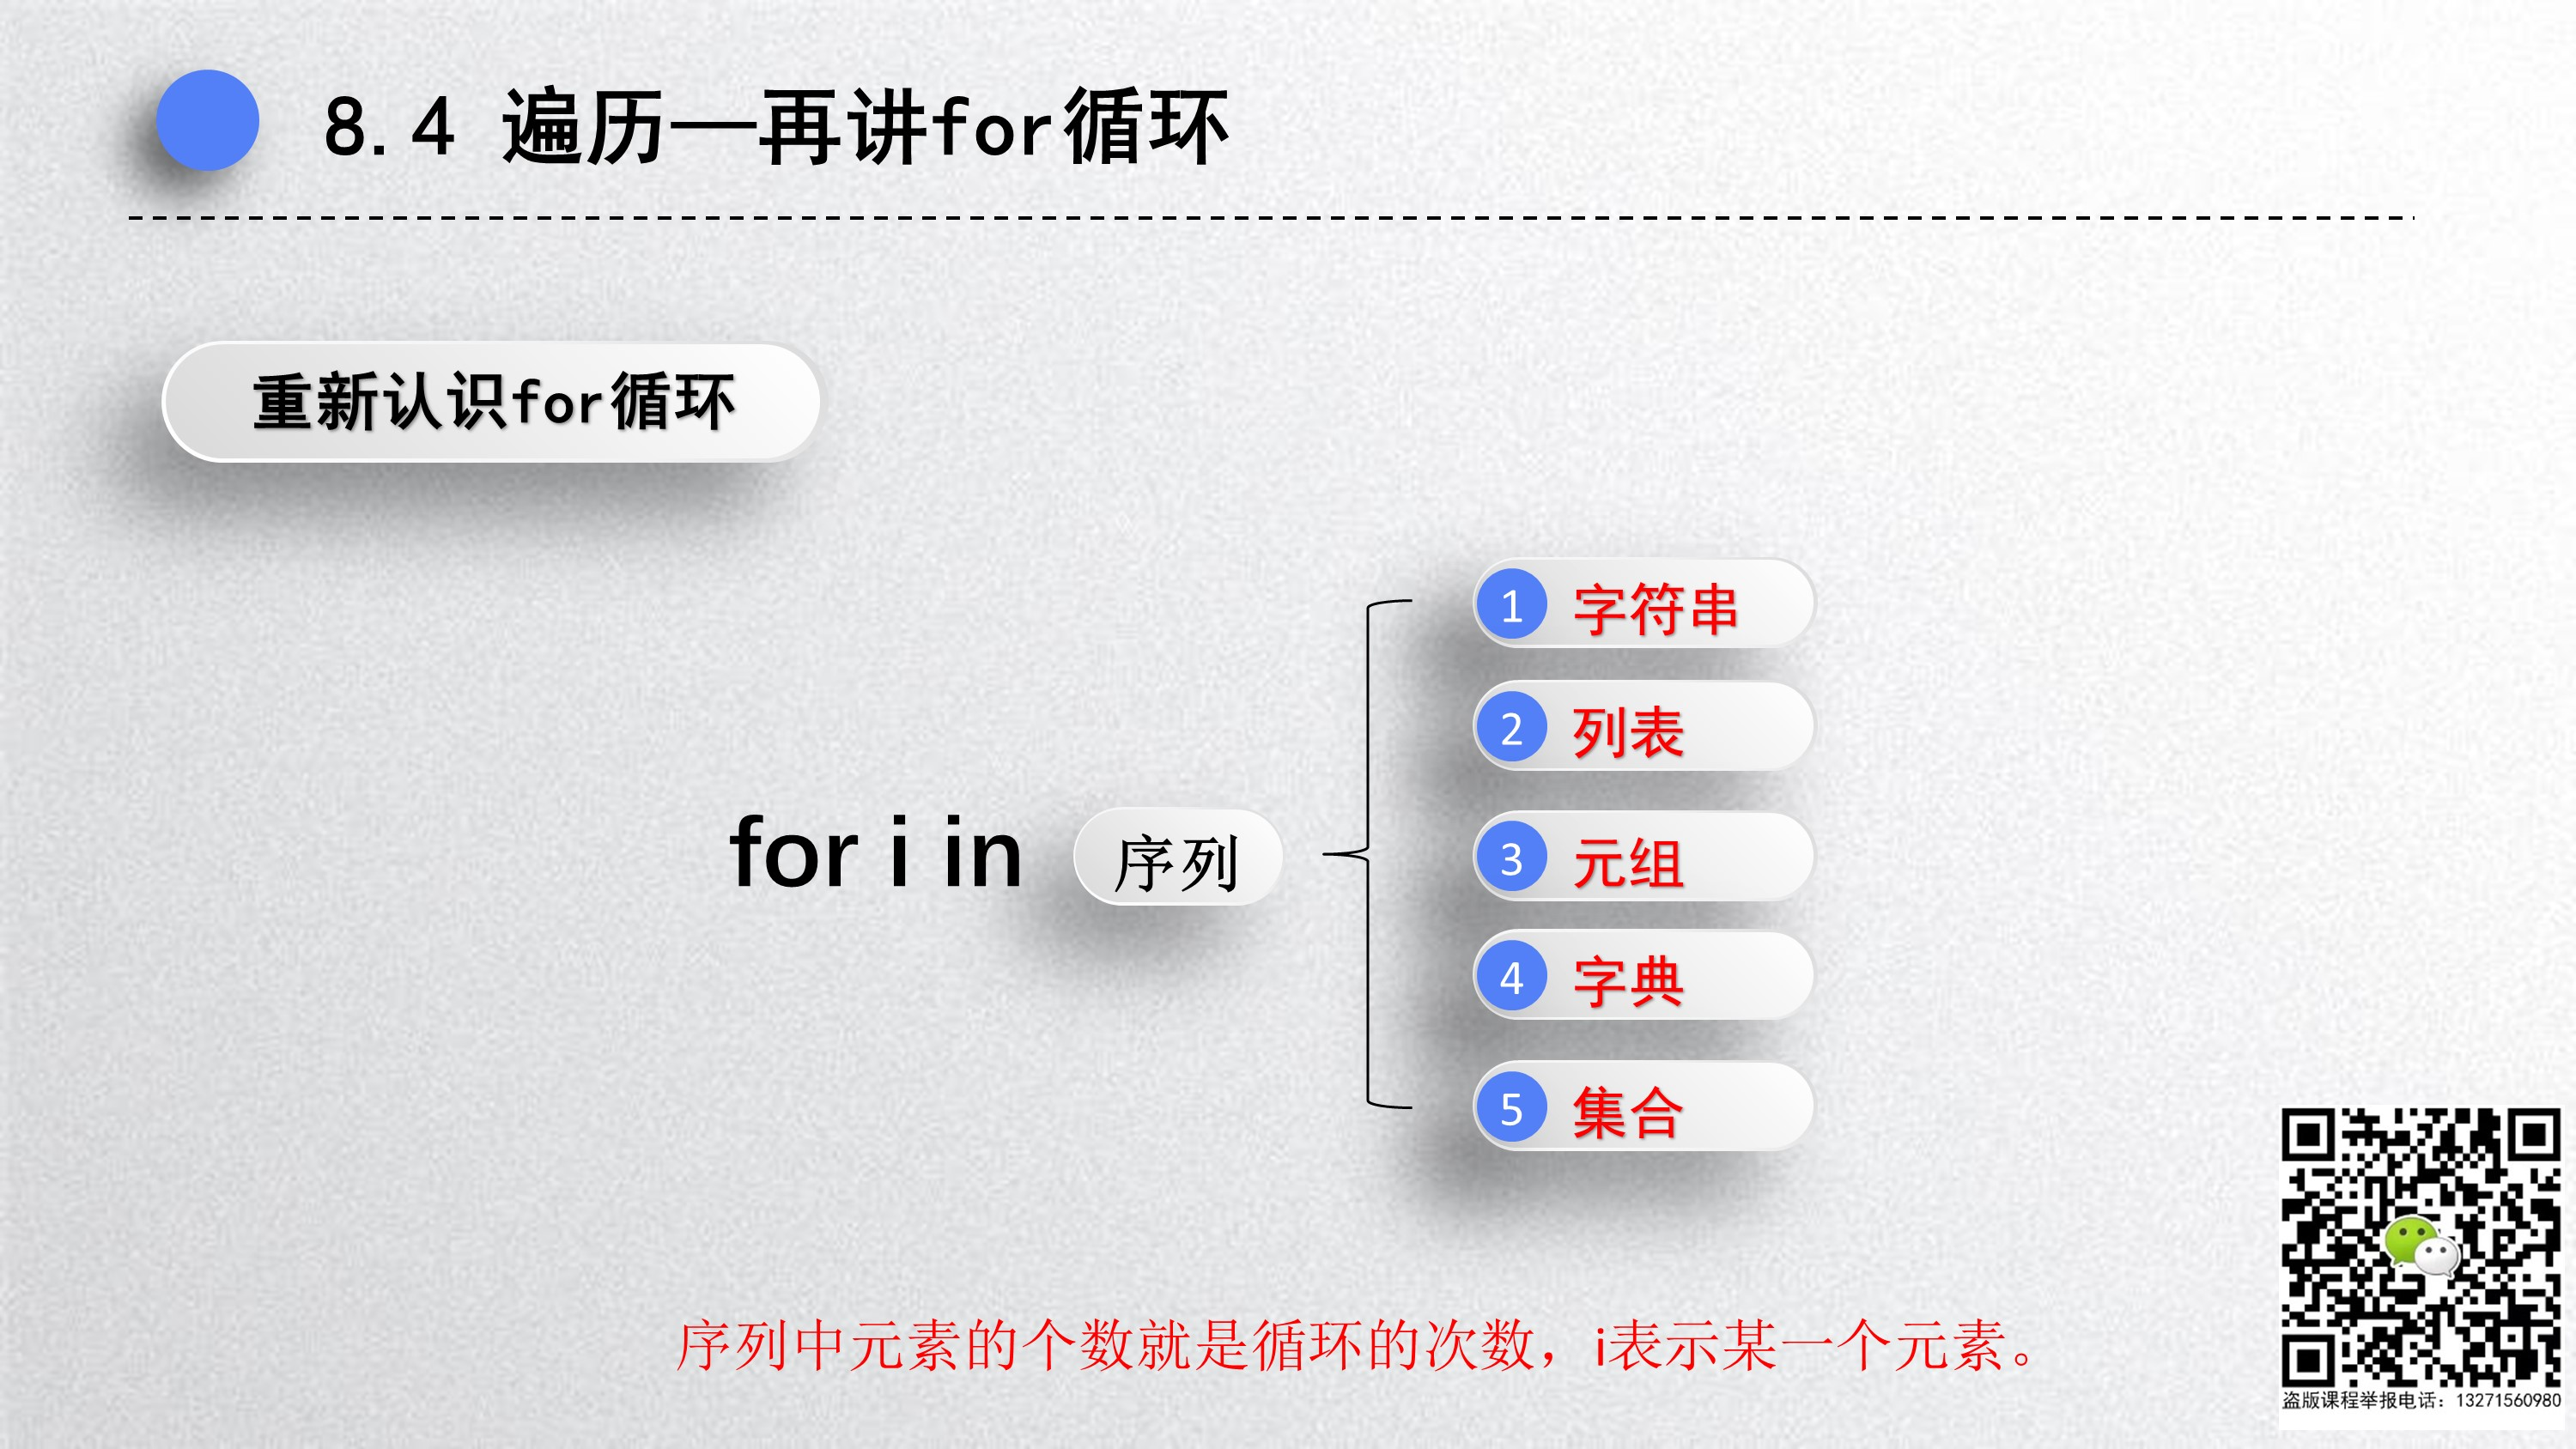 8.4 遍历—再讲for循环
重新认识for循环
for i in 序列
1 字符串
2 列表
3 元组
4 字典
5 集合
序列中元素的个数就是循环的次数，i表示某一个元素。
盗版课程举报电话：13271560980